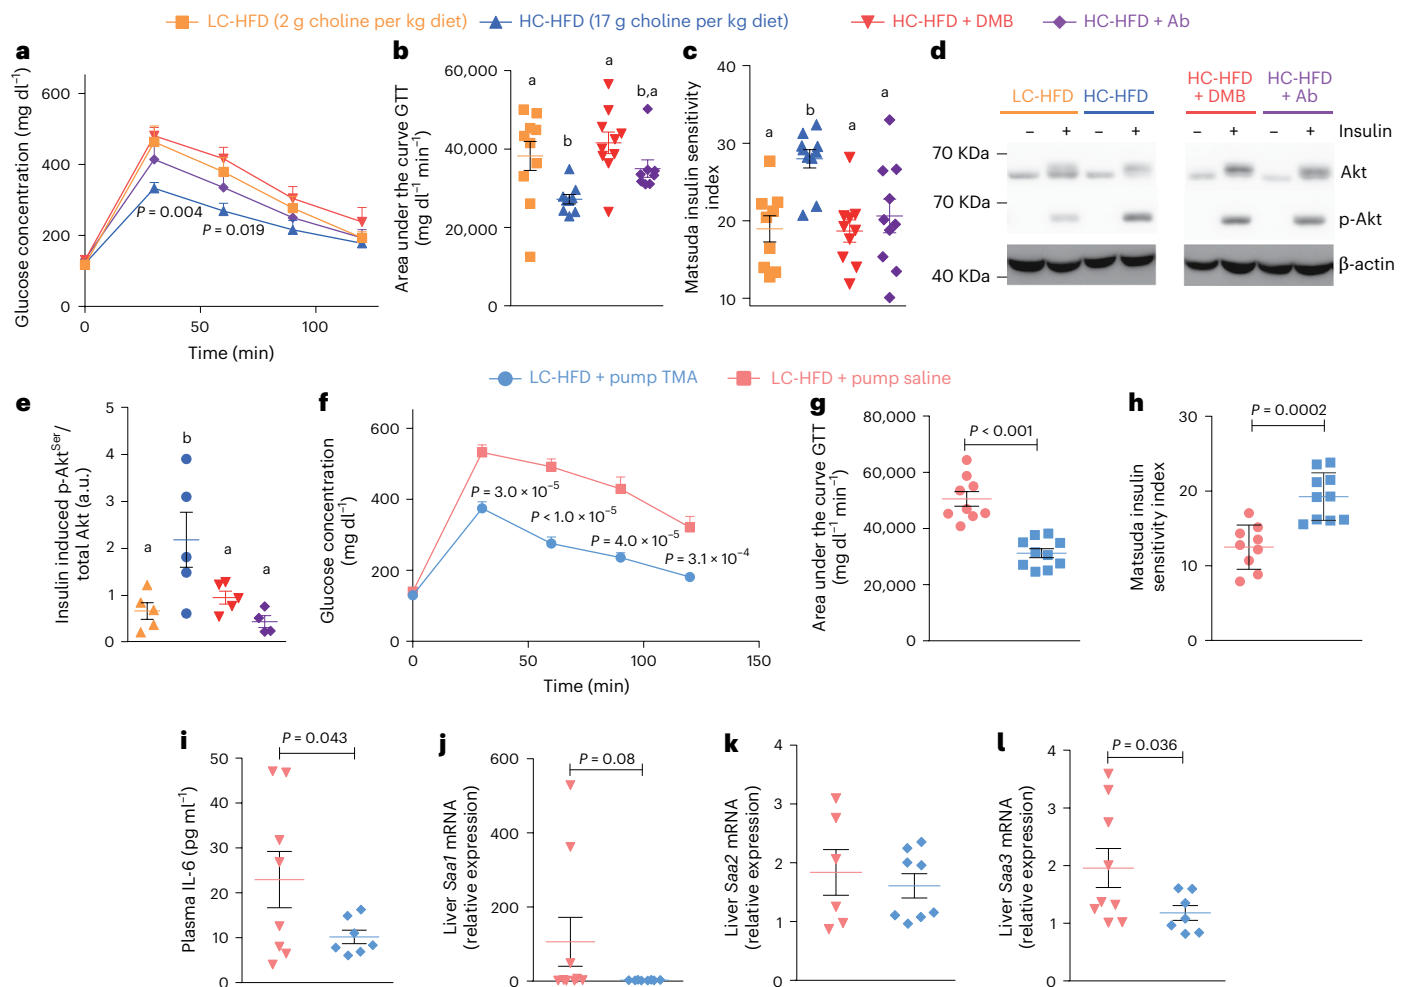 LC-HFD (2 g choline per kg diet) HC-HFD (17 g choline per kg diet) HC-HFD + DMB HC-HFD + Ab
a
Glucose concentration (mg dl⁻¹)
600
400
200
0
0 50 100
Time (min)
P = 0.004
P = 0.019
b
Area under the curve GTT
(mg dl⁻¹ min⁻¹)
60,000
40,000
20,000
0
a
b
a
b,a
c
Matsuda insulin sensitivity
index
40
30
20
10
a
b
a
a
d
LC-HFD HC-HFD
HC-HFD
+ DMB
HC-HFD
+ Ab
– + – + – + – + Insulin
70 KDa
Akt
70 KDa
p-Akt
β-actin
40 KDa
LC-HFD + pump TMA LC-HFD + pump saline
e
Insulin induced p-Aktˢᵉʳ/
total Akt (a.u.)
5
4
3
2
1
0
a
b
a
a
f
Glucose concentration
(mg dl⁻¹)
600
400
200
0
0 50 100 150
Time (min)
P = 3.0 × 10⁻⁵
P < 1.0 × 10⁻⁵
P = 4.0 × 10⁻⁵
P = 3.1 × 10⁻⁴
g
Area under the curve GTT
(mg dl⁻¹ min⁻¹)
80,000
60,000
40,000
20,000
0
P < 0.001
h
Matsuda insulin
sensitivity index
30
20
10
0
P = 0.0002
i
Plasma IL-6 (pg ml⁻¹)
50
40
30
20
10
0
P = 0.043
j
Liver Saa1 mRNA
(relative expression)
600
400
200
0
P = 0.08
k
Liver Saa2 mRNA
(relative expression)
4
3
2
1
0
l
Liver Saa3 mRNA
(relative expression)
4
3
2
1
0
P = 0.036